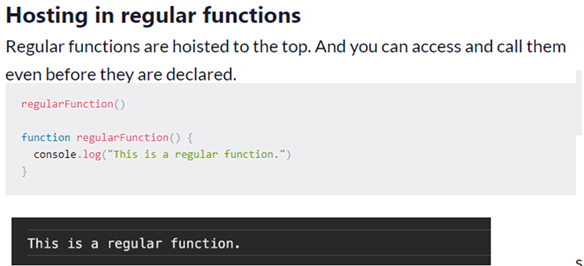 Hosting in regular functions
Regular functions are hoisted to the top. And you can access and call them
even before they are declared.
regularFunction()
function regularFunction() {
console.log("This is a regular function.")
}
This is a regular function.
s